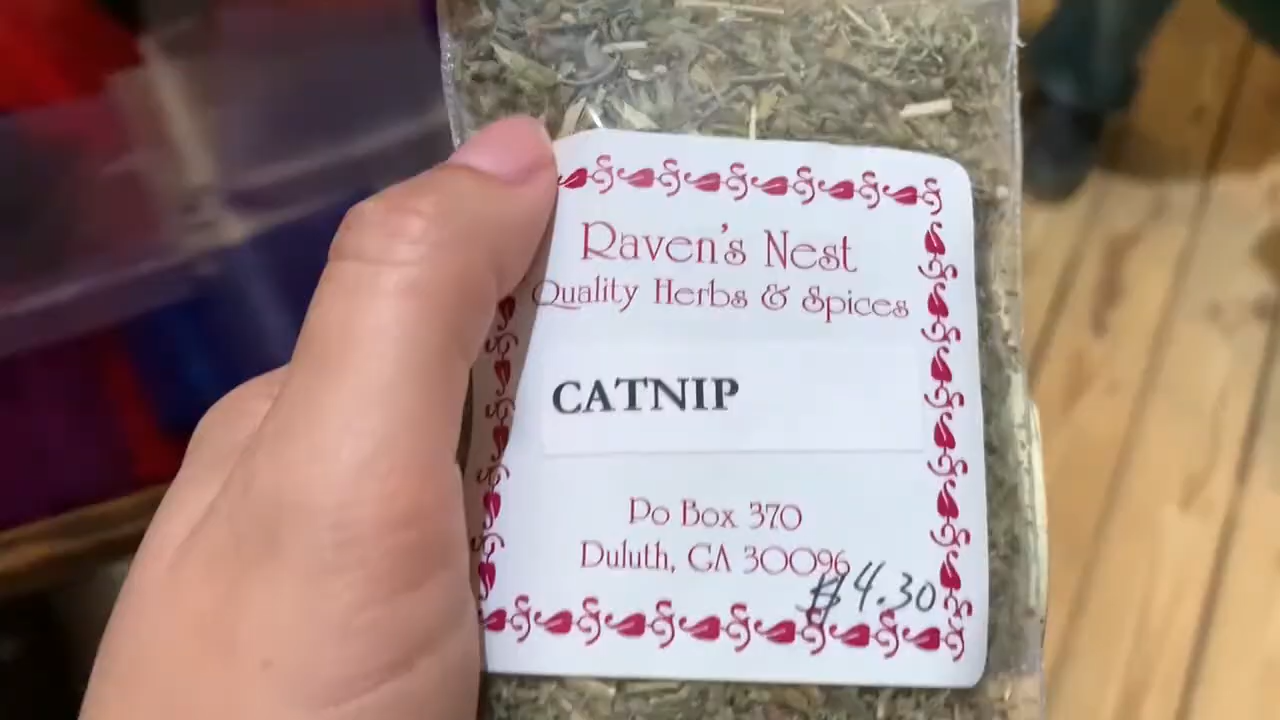 Raven's Nest
Quality Herbs & Spices
CATNIP
Po Box 370
Duluth, GA 30096
$4.30